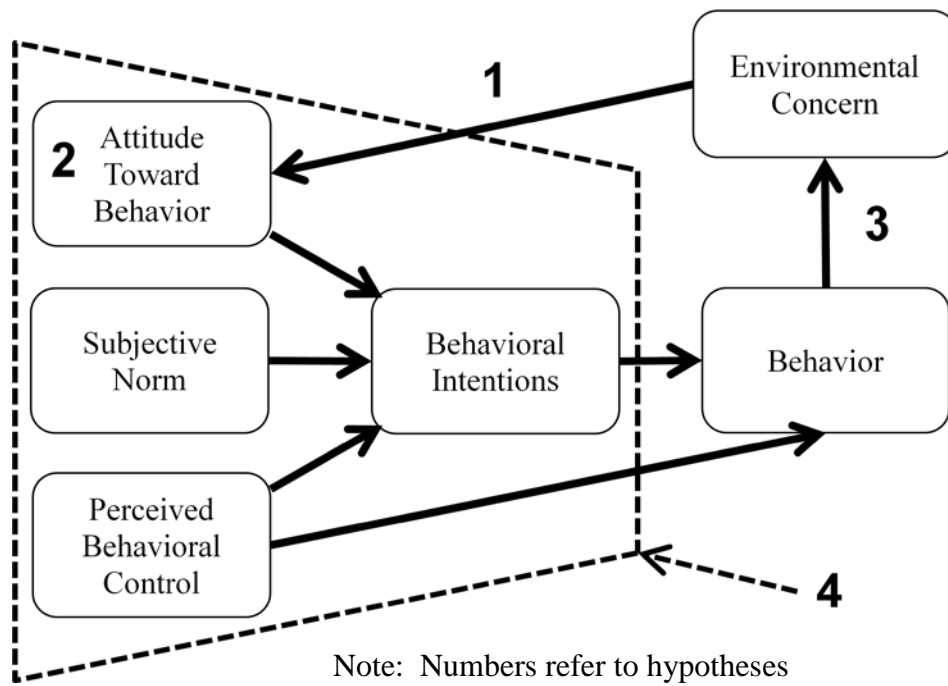 1
Environmental
Concern
2
Attitude
Toward
Behavior
3
Subjective
Norm
Behavioral
Intentions
Behavior
Perceived
Behavioral
Control
4
Note: Numbers refer to hypotheses